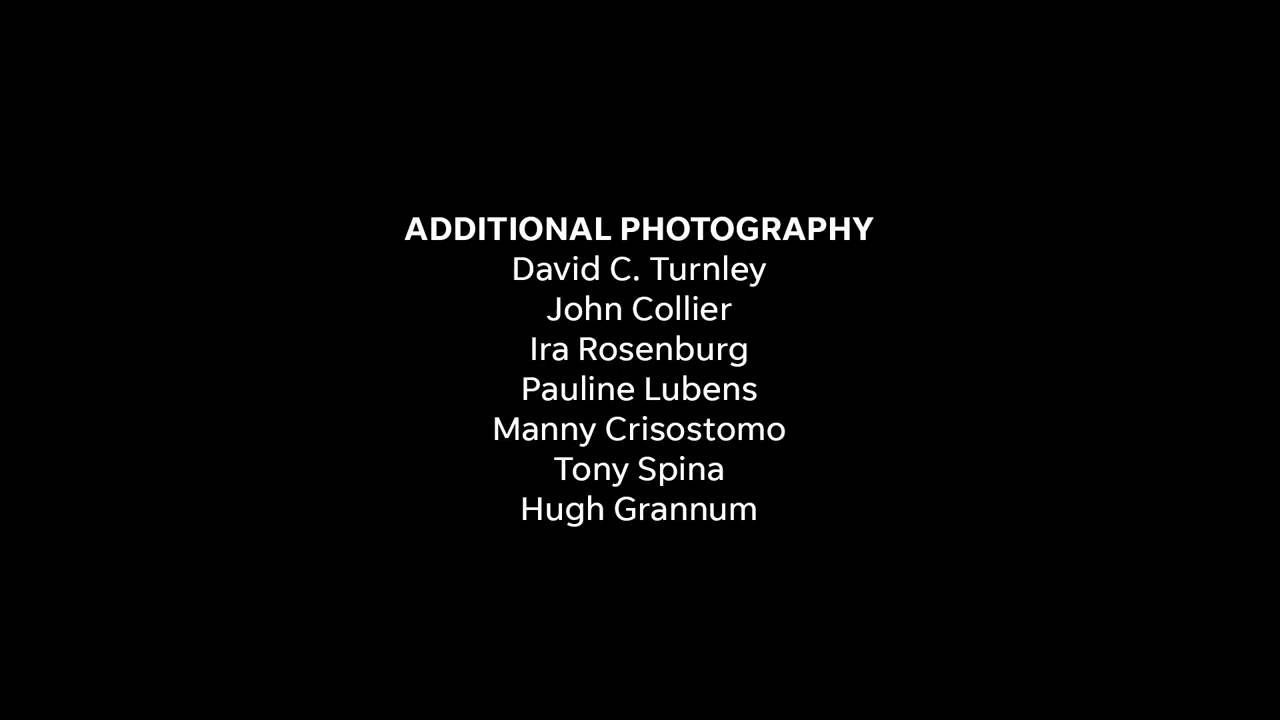 ADDITIONAL PHOTOGRAPHY
David C. Turnley
John Collier
Ira Rosenburg
Pauline Lubens
Manny Crisostomo
Tony Spina
Hugh Grannum